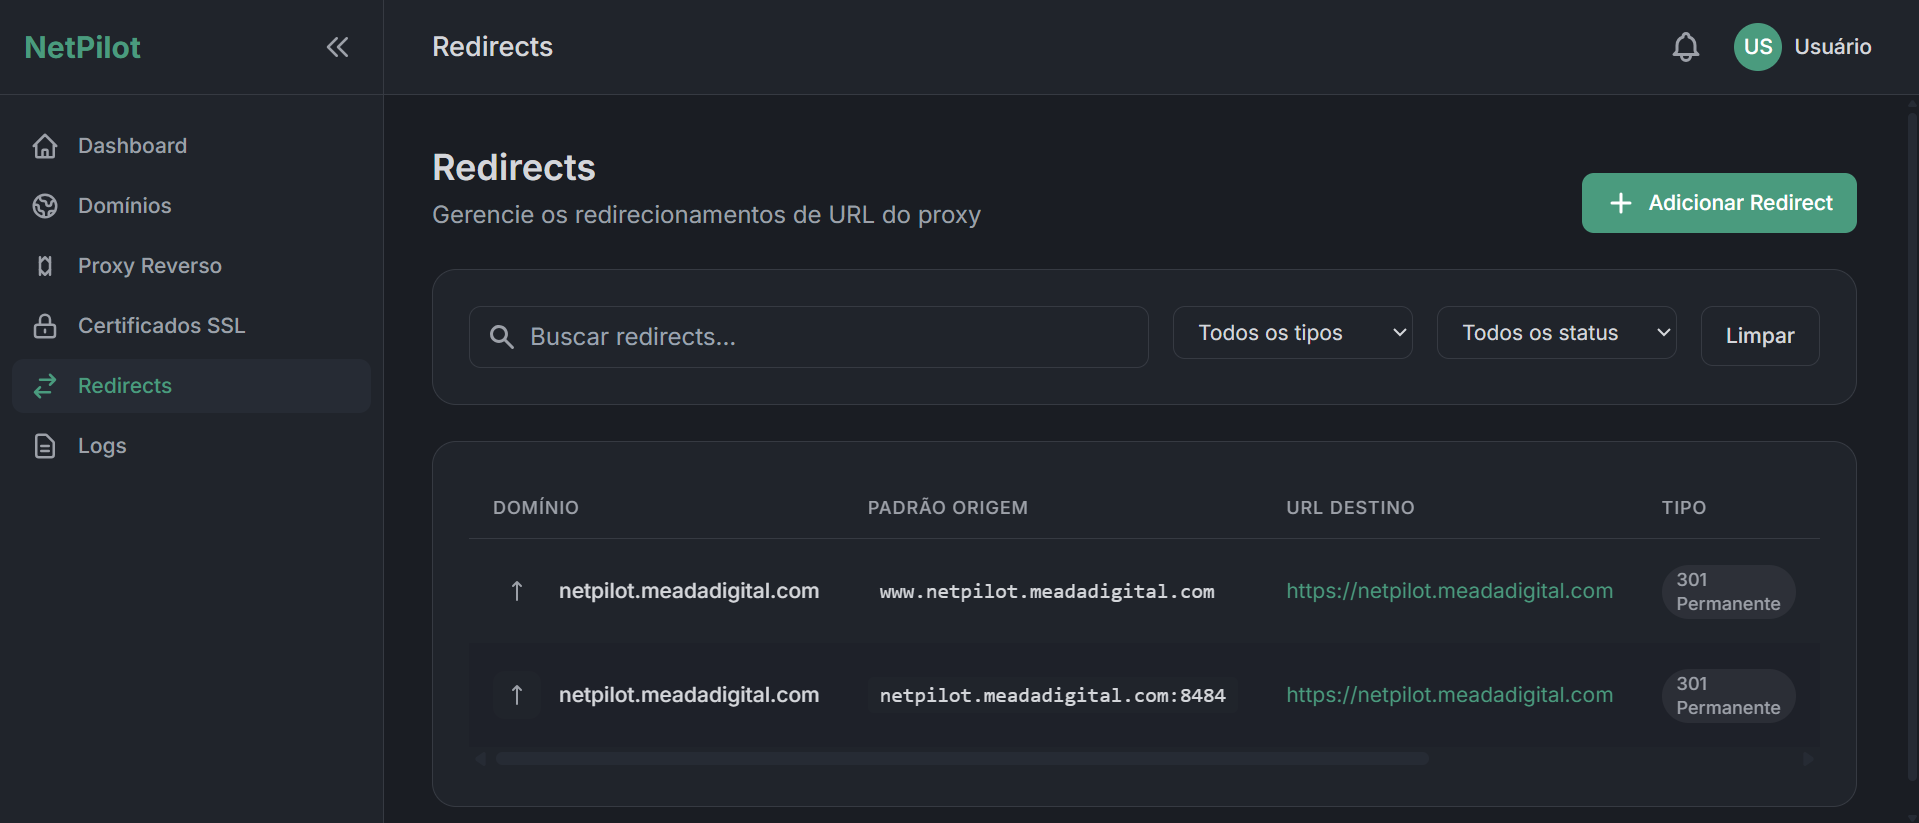 NetPilot
Redirects
US Usuário
Dashboard
Domínios
Proxy Reverso
Certificados SSL
Redirects
Logs
Redirects
Gerencie os redirecionamentos de URL do proxy
Adicionar Redirect
Buscar redirects...
Todos os tipos
Todos os status
Limpar
DOMÍNIO PADRÃO ORIGEM URL DESTINO TIPO
netpilot.meadadigital.com www.netpilot.meadadigital.com https://netpilot.meadadigital.com 301
Permanente
netpilot.meadadigital.com netpilot.meadadigital.com:8484 https://netpilot.meadadigital.com 301
Permanente